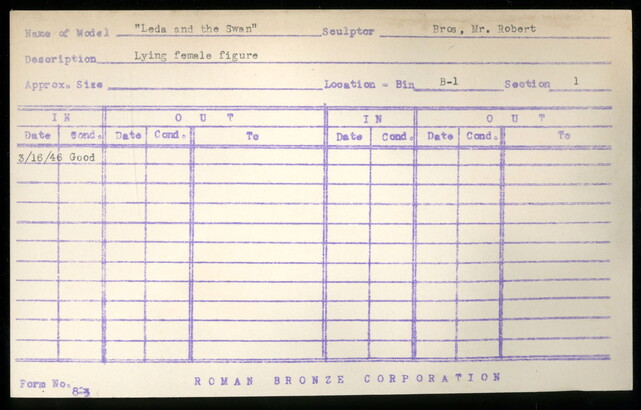 Name of Model "Leda and the Swan" Sculptor Bros, Mr. Robert
Description Lying female figure
Approx. Size Location - Bin B-1 Section 1
IN OUT IN OUT
Date Cond. Date Cond. To Date Cond. Date Cond. To
3/16/46 Good
Form No.
ROMAN BRONZE CORPORATION